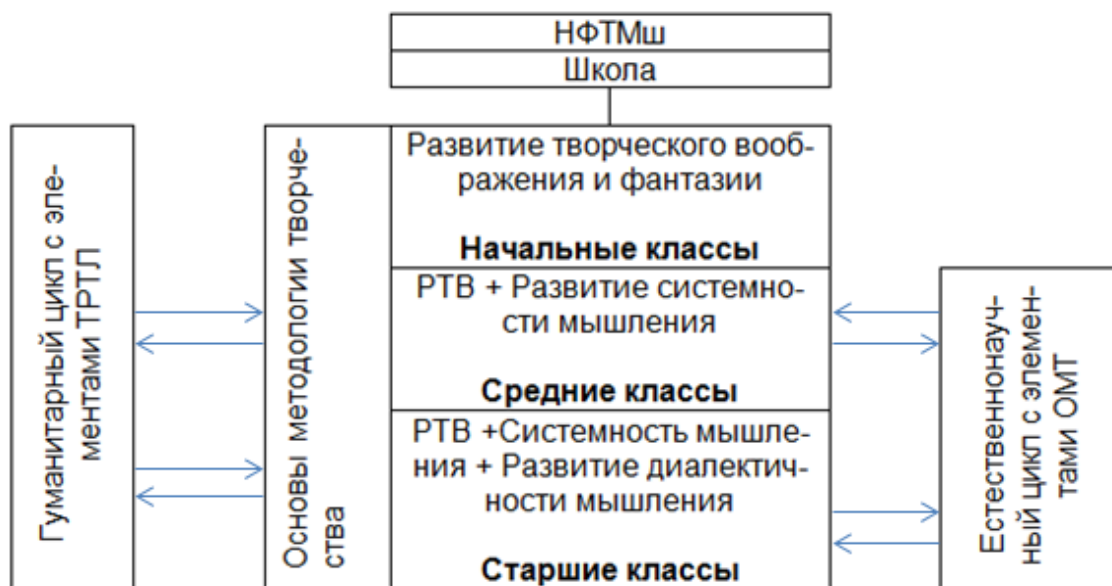 НФТМш
Школа
Гуманитарный цикл с эле-
ментами ТРТЛ
Основы методологии творче-
ства
Развитие творческого вооб-
ражения и фантазии
Начальные классы
РТВ + Развитие системно-
сти мышления
Средние классы
РТВ +Системность мышле-
ния + Развитие диалектич-
ности мышления
Старшие классы
Естественнонауч-
ный цикл с элемен-
тами ОМТ